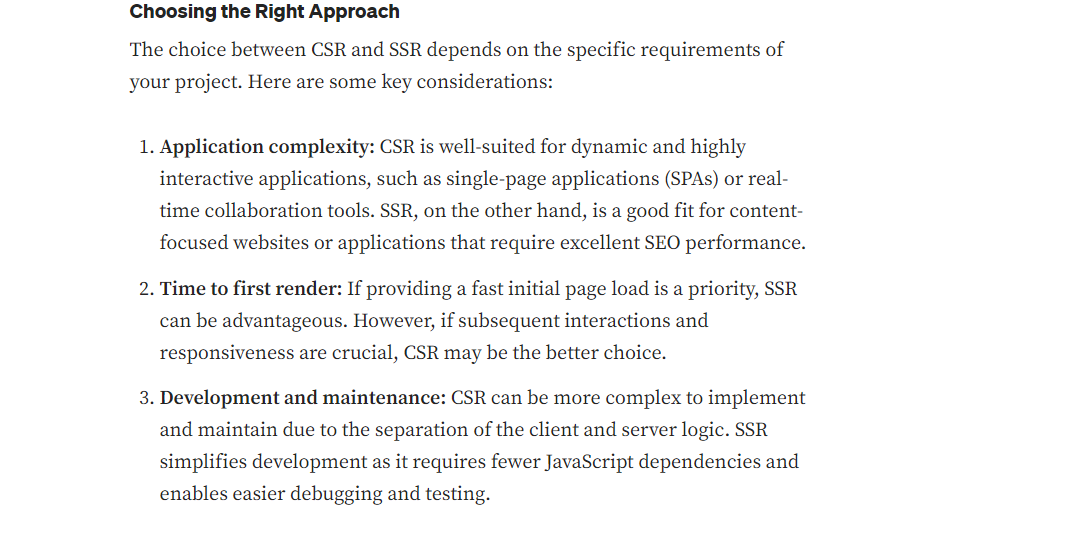 Choosing the Right Approach
The choice between CSR and SSR depends on the specific requirements of
your project. Here are some key considerations:
1. Application complexity: CSR is well-suited for dynamic and highly
interactive applications, such as single-page applications (SPAs) or real-
time collaboration tools. SSR, on the other hand, is a good fit for content-
focused websites or applications that require excellent SEO performance.
2. Time to first render: If providing a fast initial page load is a priority, SSR
can be advantageous. However, if subsequent interactions and
responsiveness are crucial, CSR may be the better choice.
3. Development and maintenance: CSR can be more complex to implement
and maintain due to the separation of the client and server logic. SSR
simplifies development as it requires fewer JavaScript dependencies and
enables easier debugging and testing.